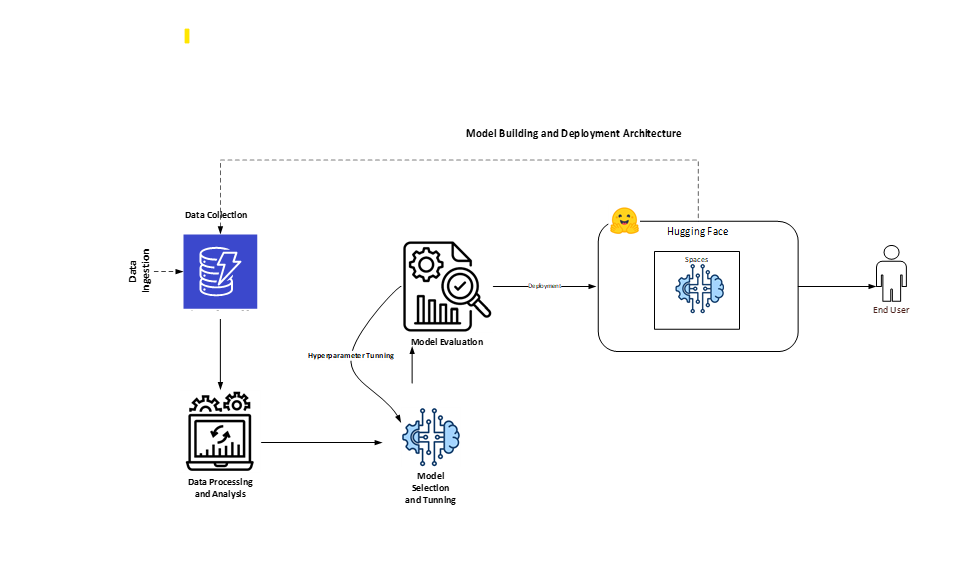 Model Building and Deployment Architecture
Data Collection
Data
Ingestion
Hugging Face
Spaces
Deployment
End User
Model Evaluation
Hyperparameter Tunning
Data Processing
and Analysis
Model
Selection
and Tunning